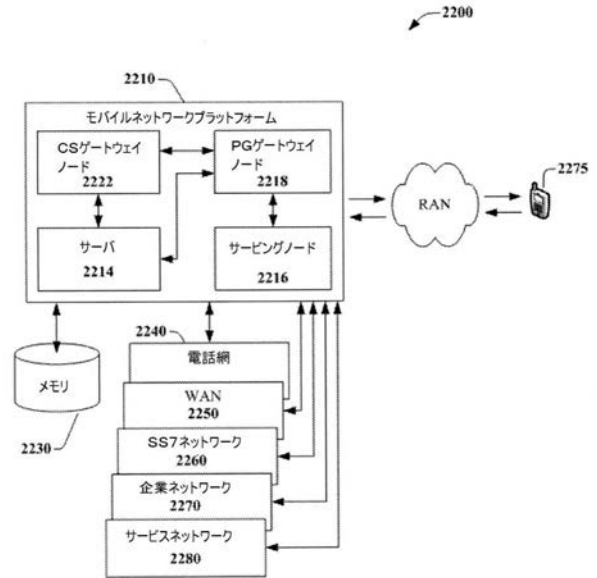 2200
2210
モバイルネットワークプラットフォーム
CSゲートウェイ
ノード
2222
PGゲートウェイ
ノード
2218
サーバ
2214
サービングノード
2216
RAN
2275
メモリ
2230
2240
電話網
WAN
2250
SS7ネットワーク
2260
企業ネットワーク
2270
サービスネットワーク
2280